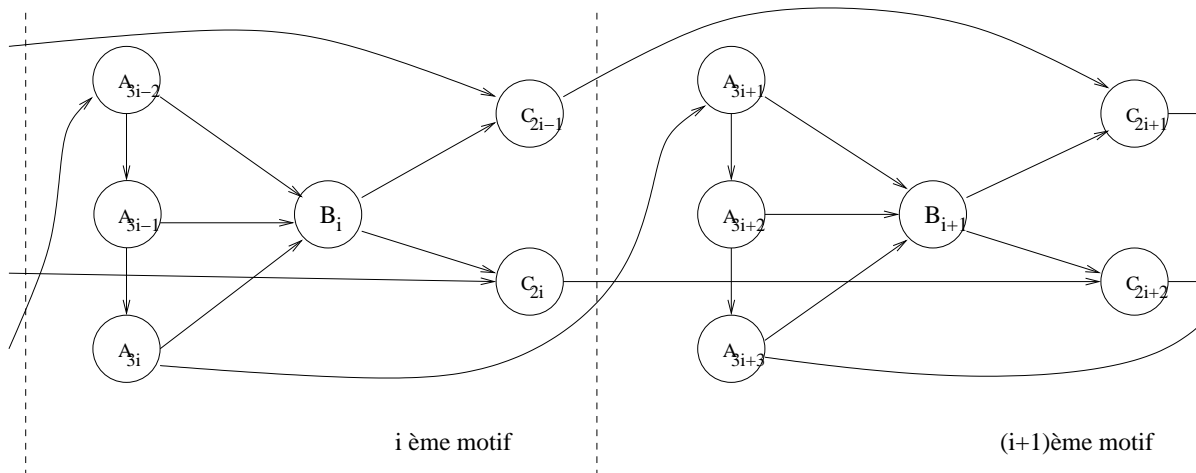 A3i−2
C2i−1
A3i−1
Bi
C2i
A3i
i ème motif
A3i+1
C2i+1
A3i+2
Bi+1
C2i+2
A3i+3
(i+1)ème motif